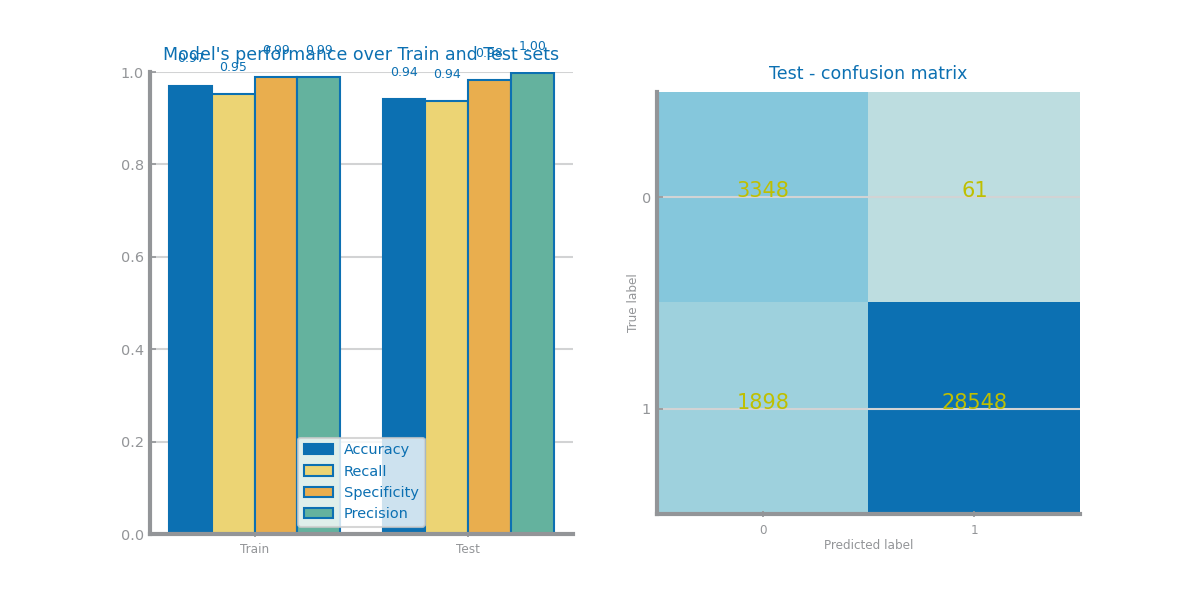 Model's performance over Train and Test sets
0.97
0.95
0.99
0.99
0.94
0.94
0.98
1.00
1.0
0.8
0.6
0.4
0.2
0.0
Accuracy
Recall
Specificity
Precision
Train
Test
Test - confusion matrix
True label
0
1
3348
61
1898
28548
0
1
Predicted label